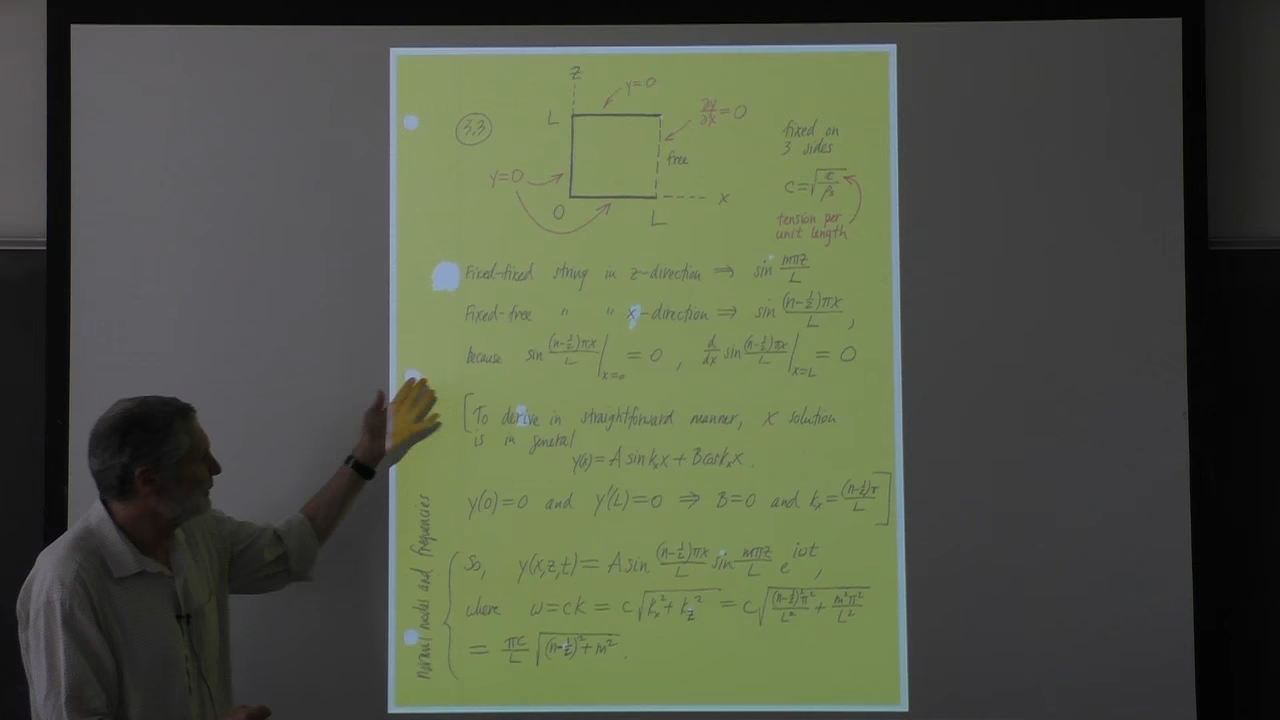 z
y=0
∂y/∂x = 0
3.3
L
free
fixed on
3 sides
y=0
c = √(τ/ρs)
x
0
L
tension per
unit length
Fixed-fixed string in z-direction ⇒ sin mπz/L
Fixed-free " " x-direction ⇒ sin (n-½)πx/L ,
because sin (n-½)πx/L |x=0 = 0 , d/dx sin (n-½)πx/L |x=L = 0
[To derive in straightforward manner, x solution
is in general
y(x) = A sin kₓx + B cos kₓx .
y(0)=0 and y'(L)=0 ⇒ B=0 and kₓ = (n-½)π/L ]
Normal modes and frequencies
So, y(x,z,t) = A sin (n-½)πx/L sin mπz/L e^iωt ,
where ω = ck = c√(kₓ² + k_z²) = c√((n-½)²π²/L² + m²π²/L²)
= πc/L √((n-½)² + m²) .